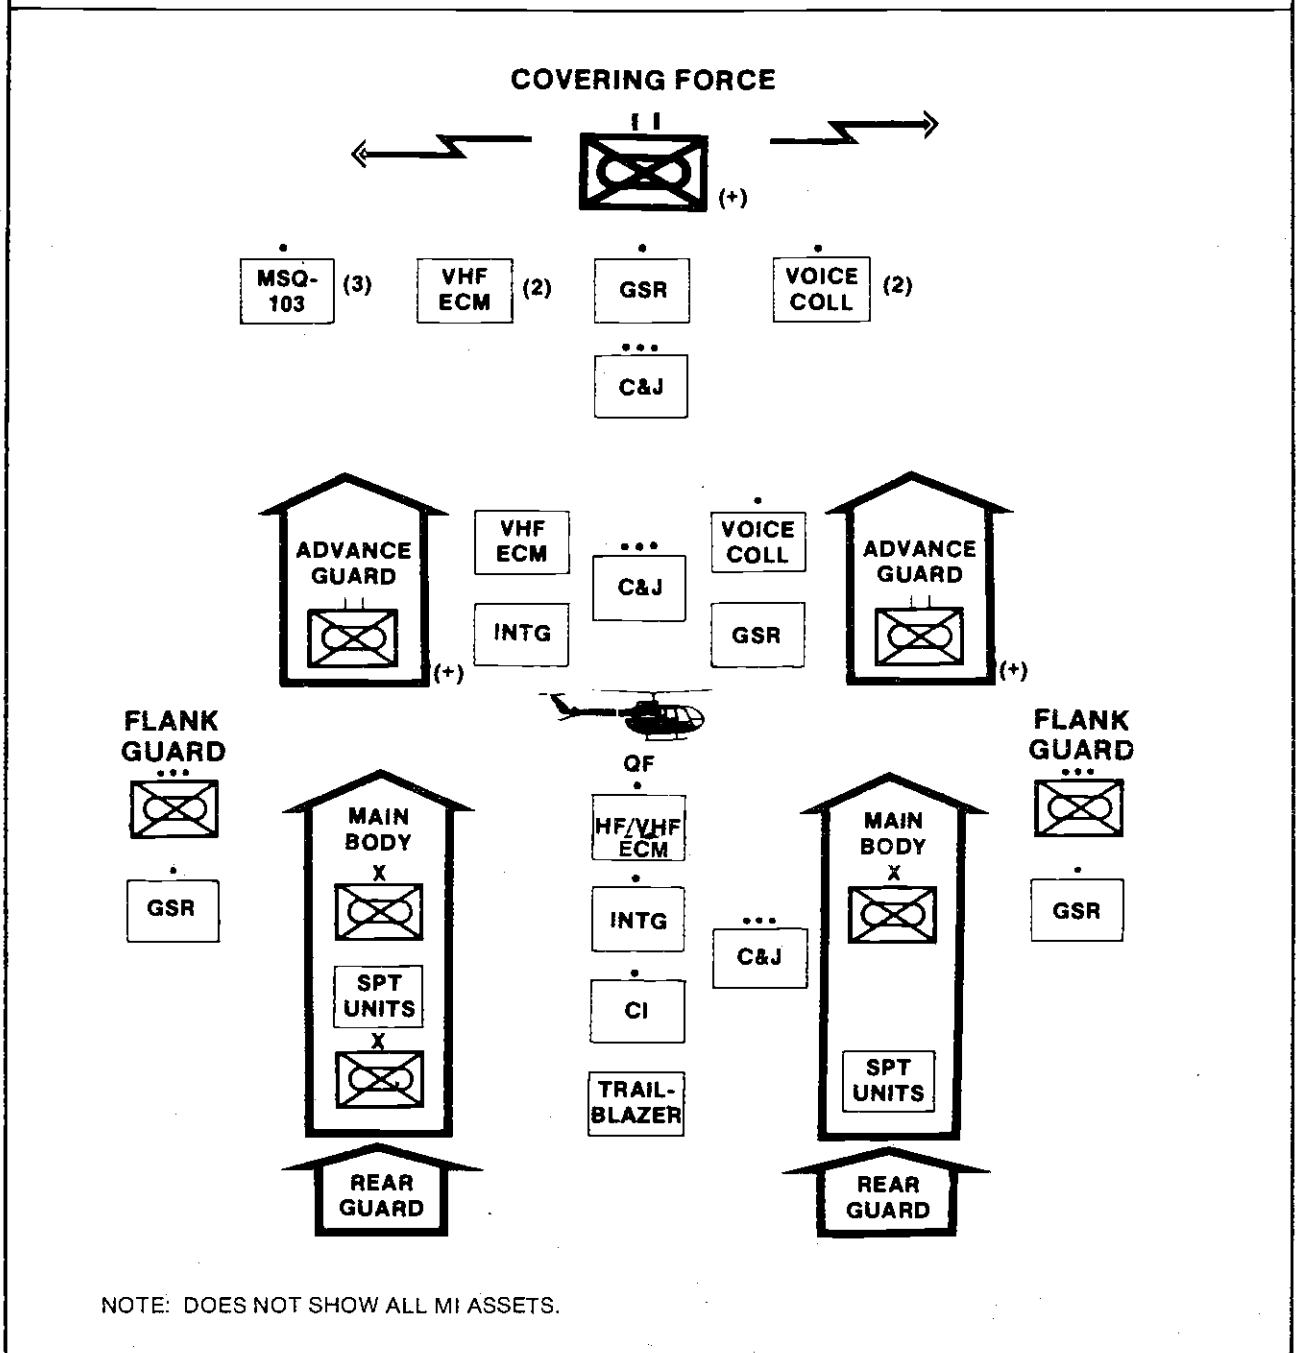 COVERING FORCE
I I
(+)
MSQ-
103
(3)
VHF
ECM
(2)
GSR
VOICE
COLL
(2)
C&J
ADVANCE
GUARD
(+)
VHF
ECM
INTG
C&J
VOICE
COLL
GSR
ADVANCE
GUARD
(+)
FLANK
GUARD
GSR
QF
FLANK
GUARD
GSR
MAIN
BODY
X
SPT
UNITS
X
HF/VHF
ECM
INTG
CI
TRAIL-
BLAZER
C&J
MAIN
BODY
X
SPT
UNITS
REAR
GUARD
REAR
GUARD
NOTE: DOES NOT SHOW ALL MI ASSETS.